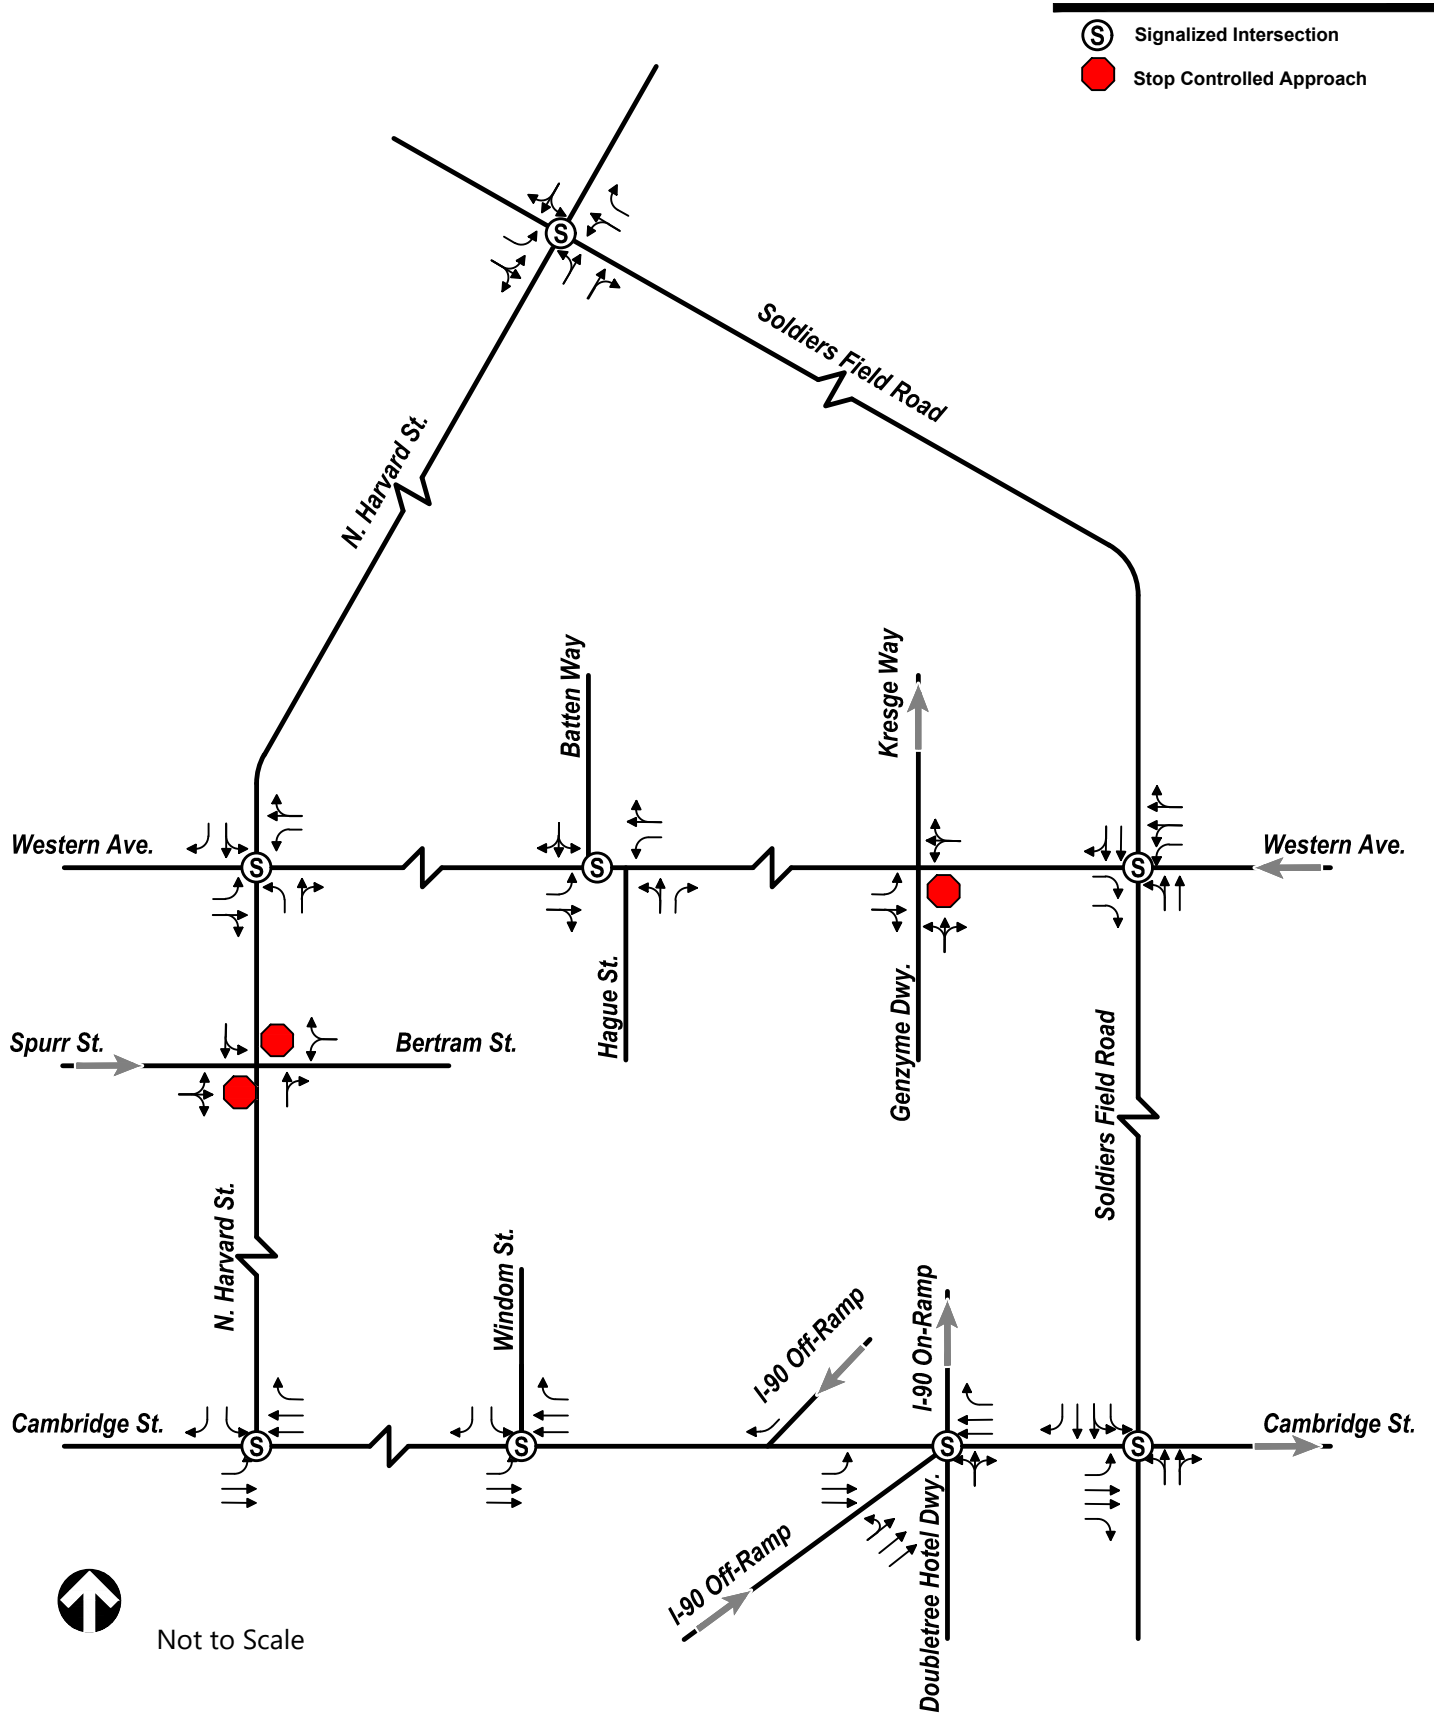 S Signalized Intersection
Stop Controlled Approach
S
Soldiers Field Road
N. Harvard St.
Batten Way
Kresge Way
Western Ave.
S
S
S
Western Ave.
Hague St.
Genzyme Dwy.
Spurr St.
Bertram St.
Soldiers Field Road
N. Harvard St.
Windom St.
I-90 Off-Ramp
I-90 On-Ramp
Cambridge St.
S
S
S
S
Cambridge St.
I-90 Off-Ramp
Doubletree Hotel Dwy.
Not to Scale